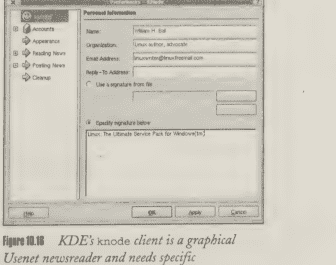 Personal Information
Identity
Accounts
Appearance
Reading News
Posting News
Cleanup
Name:
William H. Ball
Organization:
Linux author, advocate
Email Address:
Reply-To Address:
Use a signature from file
Specify signature below
Linux, The Ultimate Service Pack for Windows[tm]
Help
OK
Apply
Cancel
Figure 10.18 KDE's knode client is a graphical
Usenet newsreader and needs specific